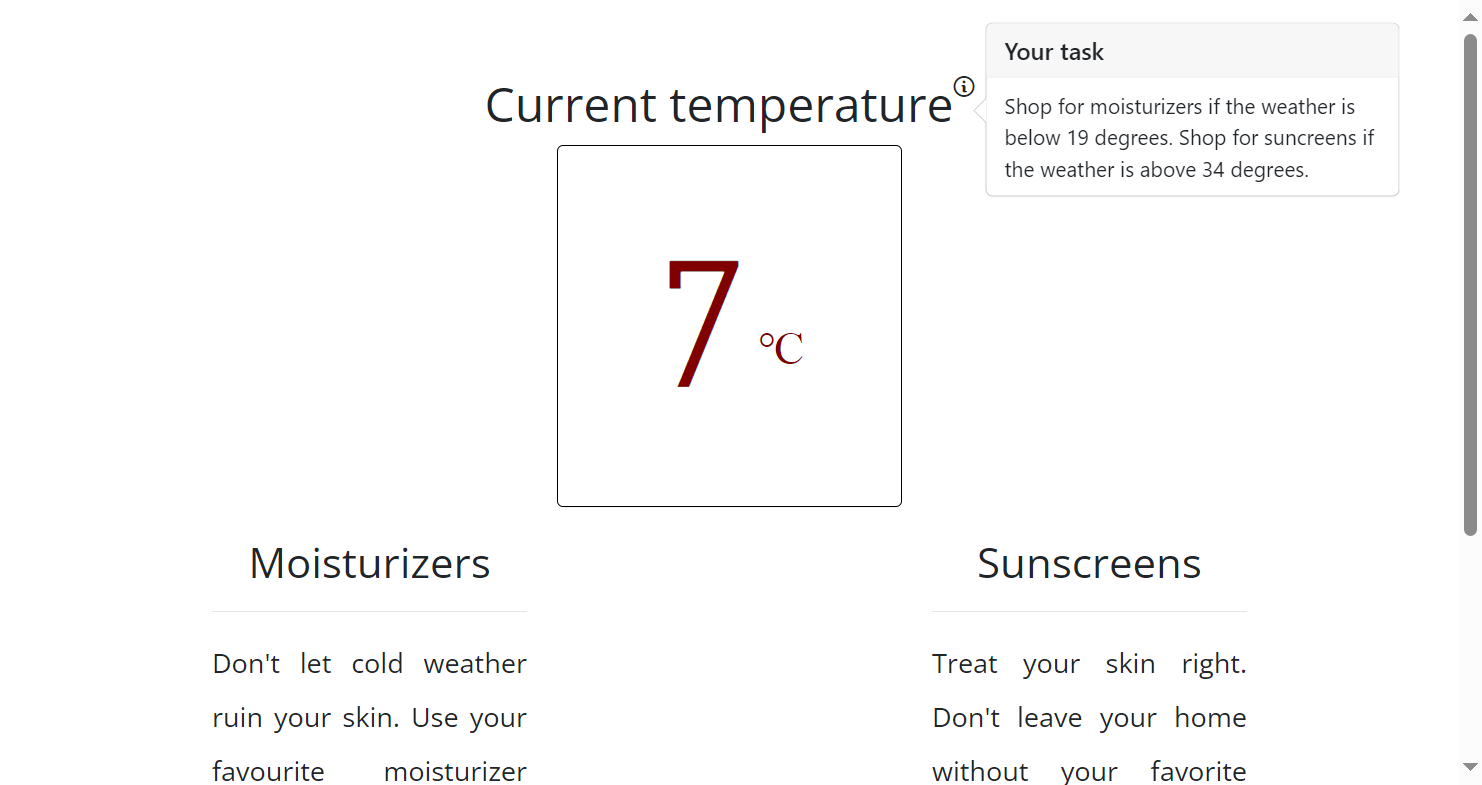 Your task
Current temperature
Shop for moisturizers if the weather is
below 19 degrees. Shop for suncreens if
the weather is above 34 degrees.
7 ℃
Moisturizers
Don't let cold weather
ruin your skin. Use your
favourite moisturizer
Sunscreens
Treat your skin right.
Don't leave your home
without your favorite